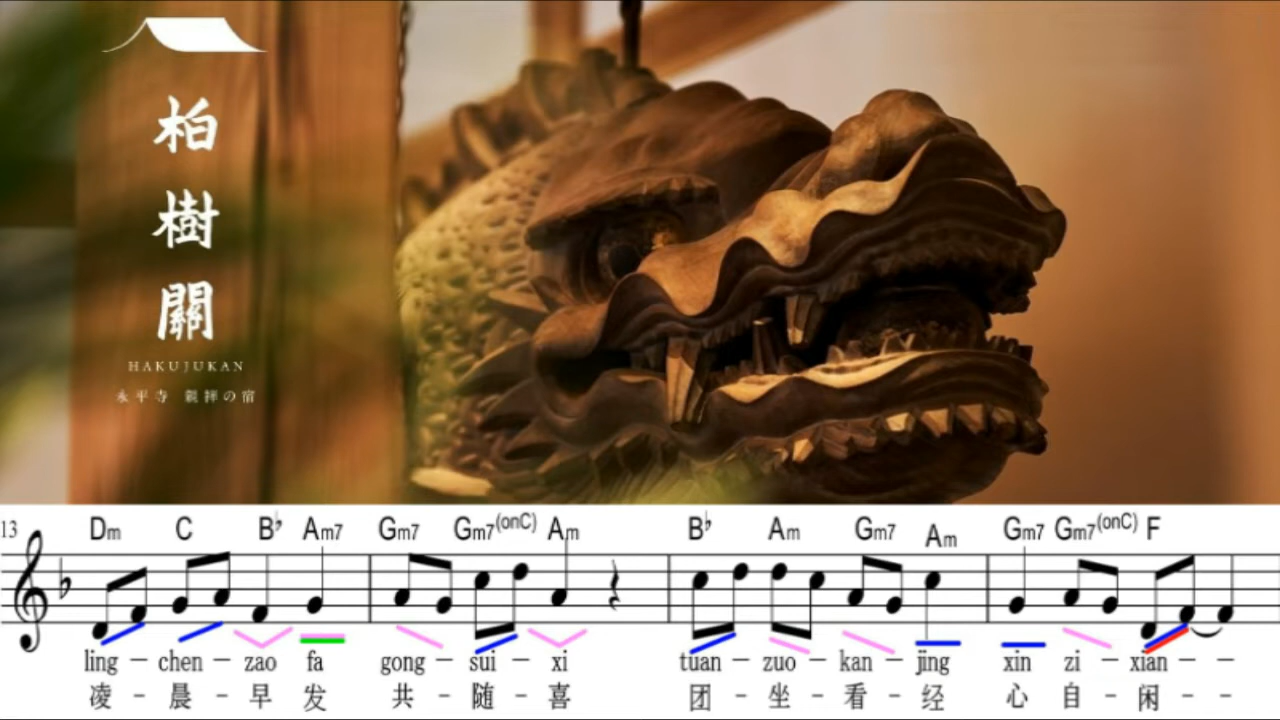 柏
樹
關
HAKUJUKAN
永平寺 親禅の宿
13 Dm C B♭ Am7 Gm7 Gm7(onC) Am B♭ Am Gm7 Am Gm7 Gm7(onC) F
ling - chen - zao fa gong - sui - xi tuan - zuo - kan - jing xin zi - xian - -
凌 - 晨 - 早 发 共 - 随 - 喜 团 - 坐 - 看 - 经 心 自 - 闲 - -